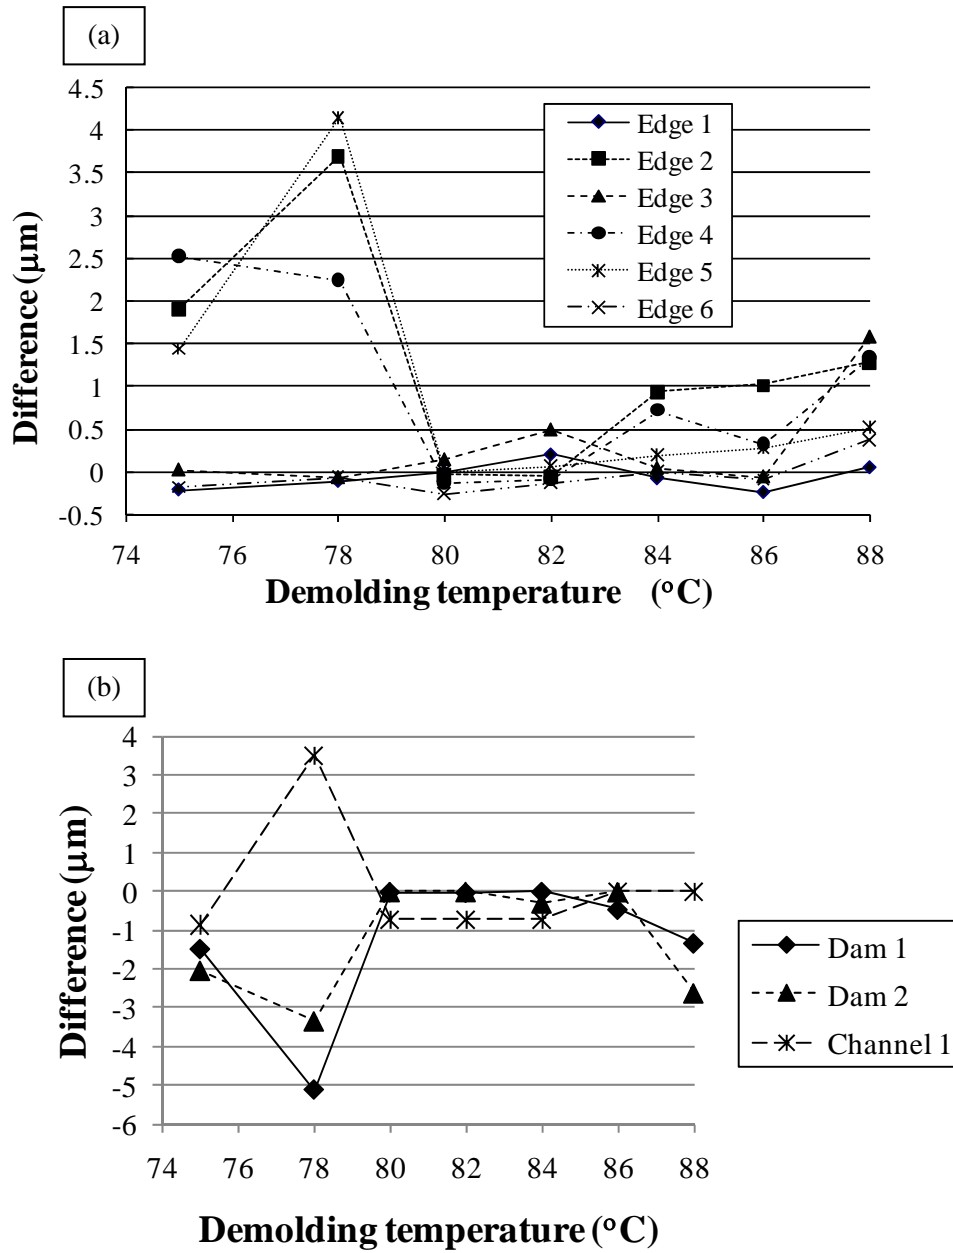 (a)
4.5
4
3.5
3
2.5
2
1.5
1
0.5
0
-0.5
Difference (μm)
Edge 1
Edge 2
Edge 3
Edge 4
Edge 5
Edge 6
74 76 78 80 82 84 86 88
Demolding temperature (°C)
(b)
4
3
2
1
0
-1
-2
-3
-4
-5
-6
Difference (μm)
Dam 1
Dam 2
Channel 1
74 76 78 80 82 84 86 88
Demolding temperature (°C)